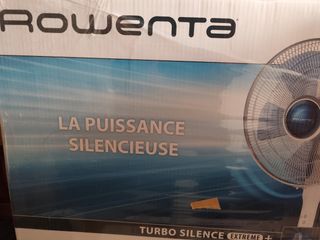 Rowenta
LA PUISSANCE
SILENCIEUSE
TURBO SILENCE EXTREME +